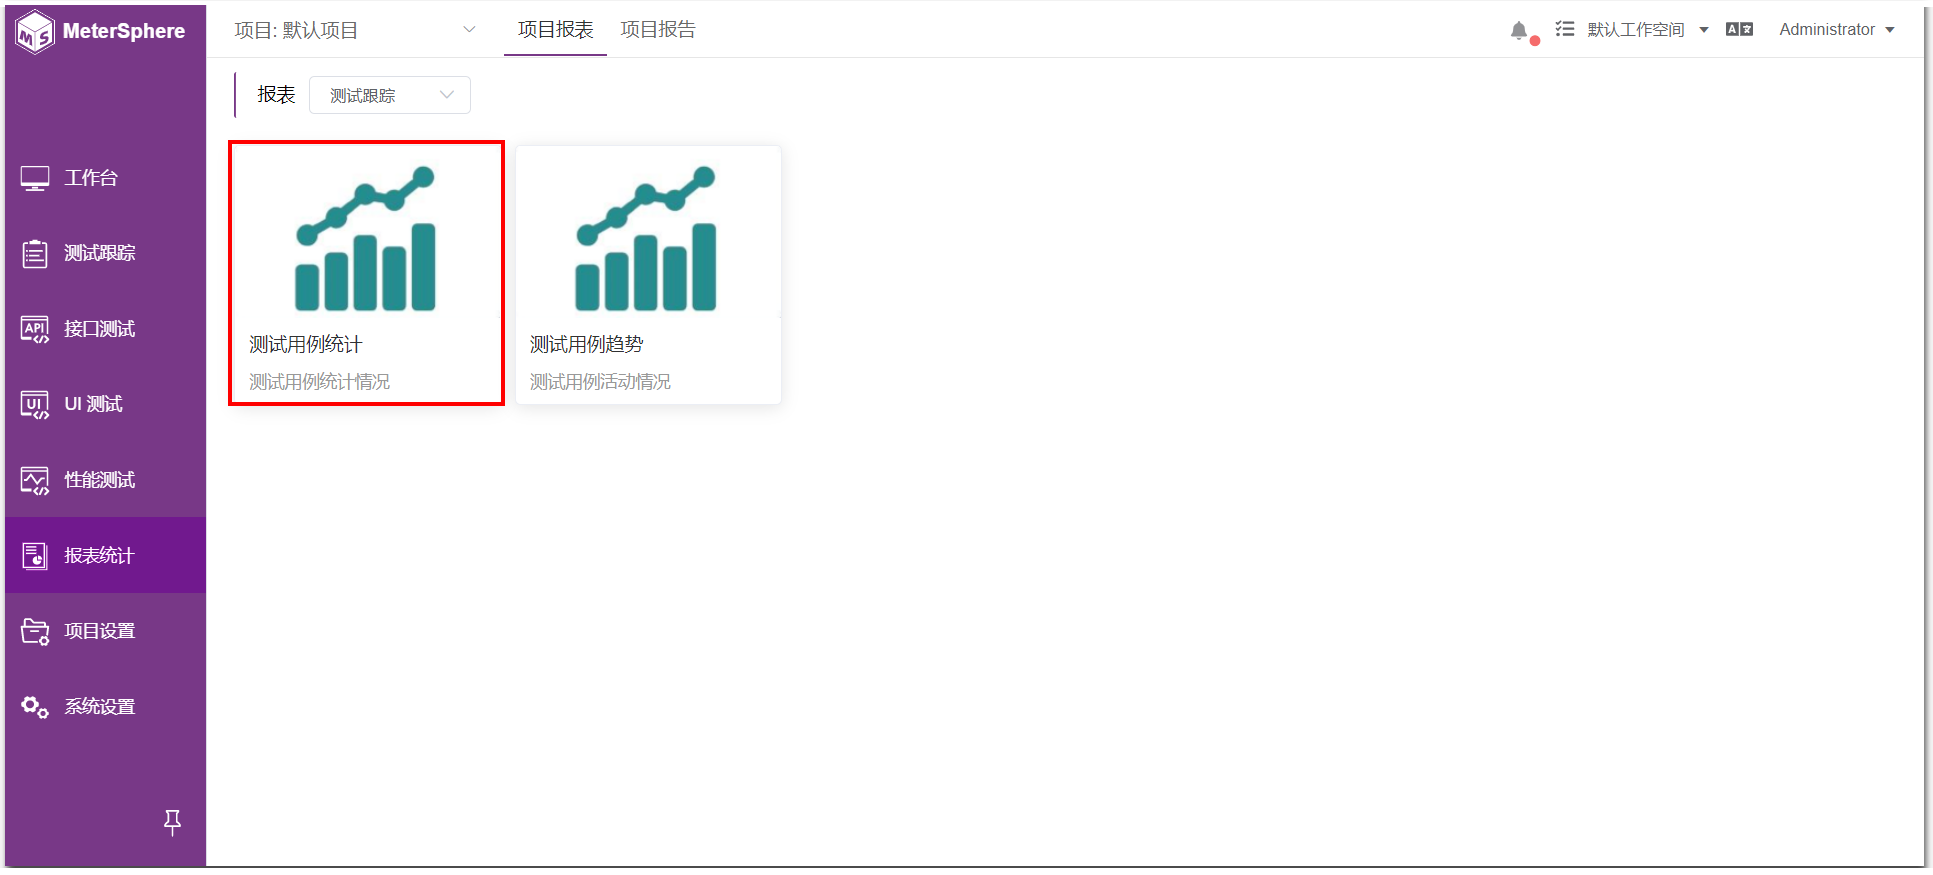 MeterSphere
项目: 默认项目
项目报表
项目报告
默认工作空间
Administrator
报表
测试跟踪
工作台
测试跟踪
接口测试
UI 测试
性能测试
报表统计
项目设置
系统设置
测试用例统计
测试用例统计情况
测试用例趋势
测试用例活动情况